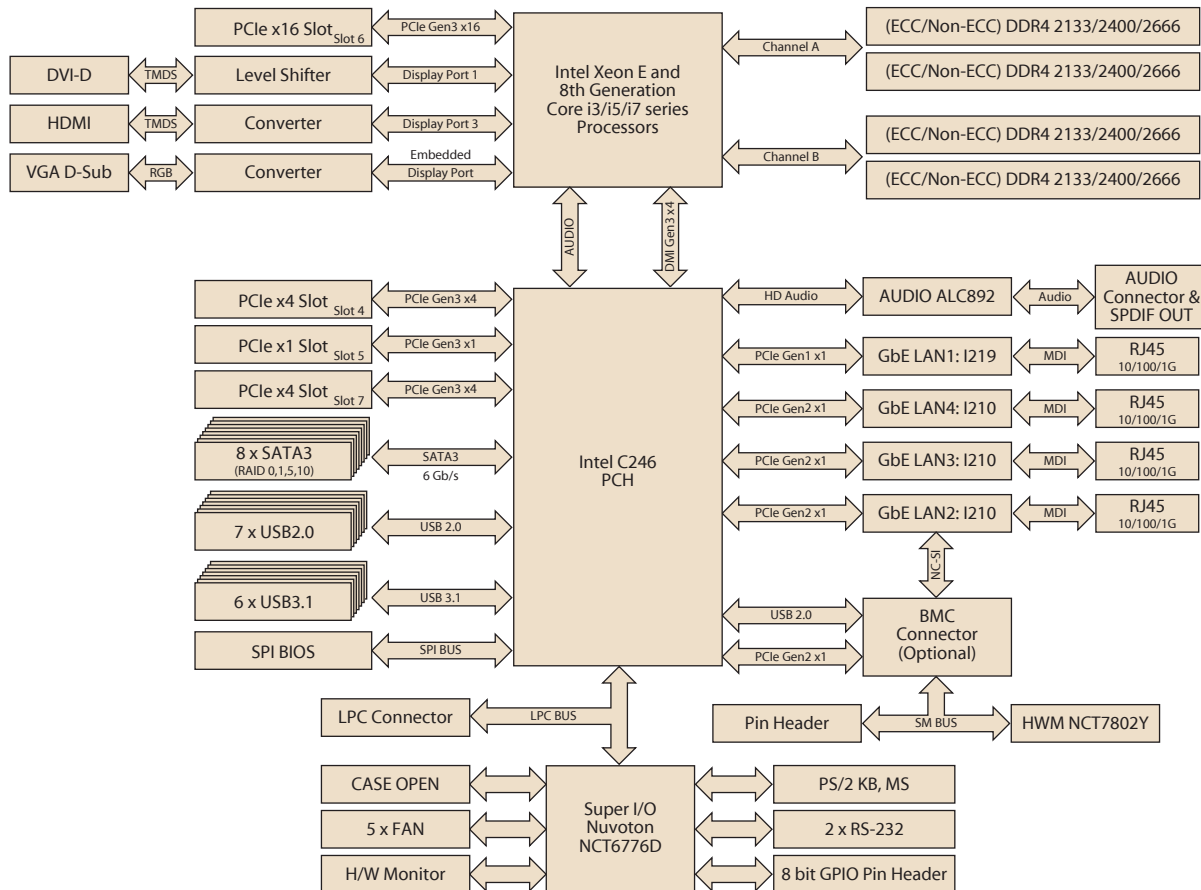 PCIe x16 Slot Slot 6
PCIe Gen3 x16
DVI-D
TMDS
Level Shifter
Display Port 1
HDMI
TMDS
Converter
Display Port 3
VGA D-Sub
RGB
Converter
Embedded
Display Port
Intel Xeon E and
8th Generation
Core i3/i5/i7 series
Processors
Channel A
(ECC/Non-ECC) DDR4 2133/2400/2666
(ECC/Non-ECC) DDR4 2133/2400/2666
Channel B
(ECC/Non-ECC) DDR4 2133/2400/2666
(ECC/Non-ECC) DDR4 2133/2400/2666
AUDIO
DMI Gen3 x4
PCIe x4 Slot Slot 4
PCIe Gen3 x4
PCIe x1 Slot Slot 5
PCIe Gen3 x1
PCIe x4 Slot Slot 7
PCIe Gen3 x4
8 x SATA3
(RAID 0,1,5,10)
SATA3
6 Gb/s
7 x USB2.0
USB 2.0
6 x USB3.1
USB 3.1
SPI BIOS
SPI BUS
Intel C246
PCH
HD Audio
AUDIO ALC892
Audio
AUDIO
Connector &
SPDIF OUT
PCIe Gen1 x1
GbE LAN1: I219
MDI
RJ45
10/100/1G
PCIe Gen2 x1
GbE LAN4: I210
MDI
RJ45
10/100/1G
PCIe Gen2 x1
GbE LAN3: I210
MDI
RJ45
10/100/1G
PCIe Gen2 x1
GbE LAN2: I210
MDI
RJ45
10/100/1G
NC-SI
USB 2.0
PCIe Gen2 x1
BMC
Connector
(Optional)
LPC Connector
LPC BUS
Pin Header
SM BUS
HWM NCT7802Y
CASE OPEN
5 x FAN
H/W Monitor
Super I/O
Nuvoton
NCT6776D
PS/2 KB, MS
2 x RS-232
8 bit GPIO Pin Header